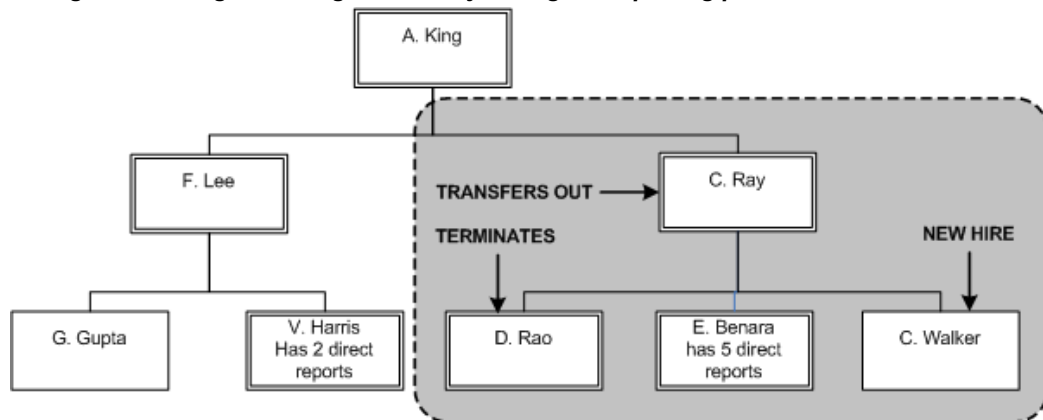 A. King
F. Lee
C. Ray
TRANSFERS OUT
TERMINATES
NEW HIRE
G. Gupta
V. Harris
Has 2 direct
reports
D. Rao
E. Benara
has 5 direct
reports
C. Walker